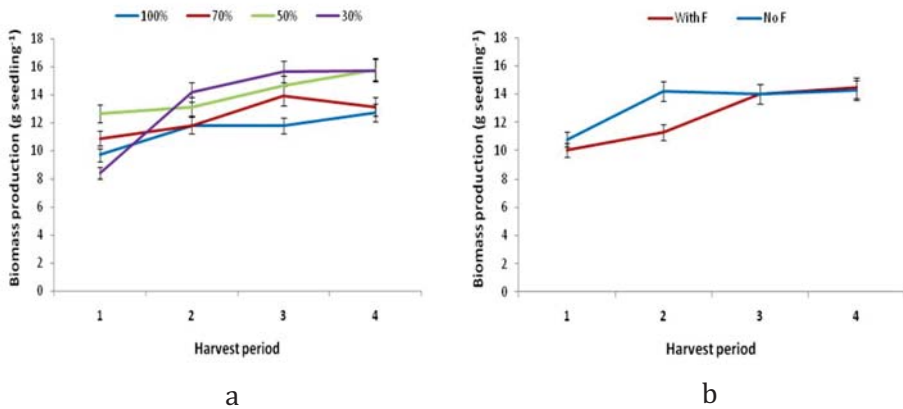 100% 70% 50% 30%
Biomass production (g seedling⁻¹)
18
16
14
12
10
8
6
4
2
0
1 2 3 4
Harvest period
a
With F No F
Biomass production (g seedling⁻¹)
18
16
14
12
10
8
6
4
2
0
1 2 3 4
Harvest period
b